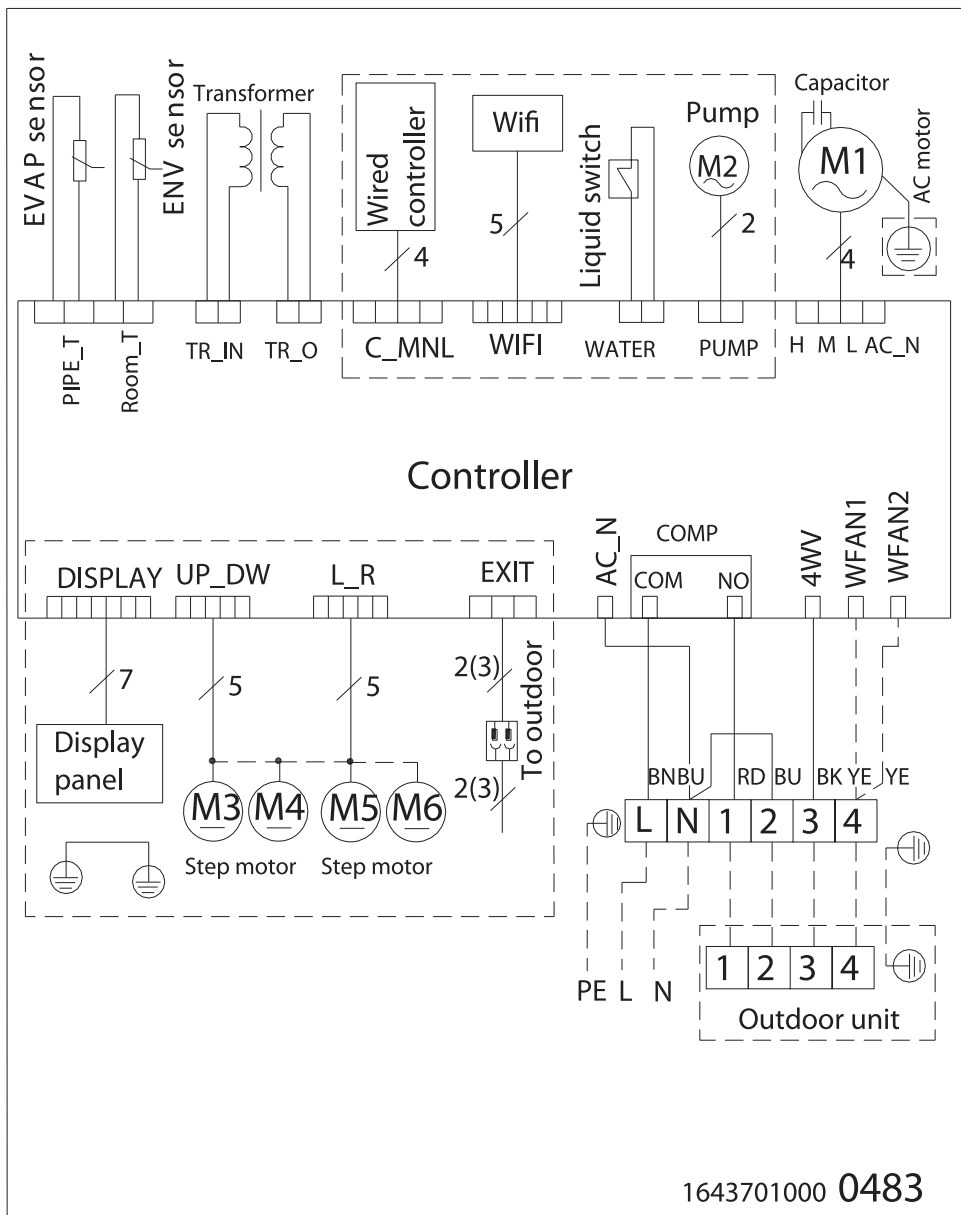 EVAP sensor
ENV sensor
Transformer
Wired
controller
Wifi
Liquid switch
Pump
M2
Capacitor
M1
AC motor
4
5
2
4
PIPE_T
Room_T
TR_IN
TR_O
C_MNL
WIFI
WATER
PUMP
H M L AC_N
Controller
DISPLAY
UP_DW
L_R
EXIT
AC_N
COMP
COM
NO
4WV
WFAN1
WFAN2
7
5
5
2(3)
To outdoor
2(3)
Display
panel
M3
M4
M5
M6
Step motor
Step motor
BN BU RD BU BK YE YE
L N 1 2 3 4
PE L N
1 2 3 4
Outdoor unit
1643701000 0483